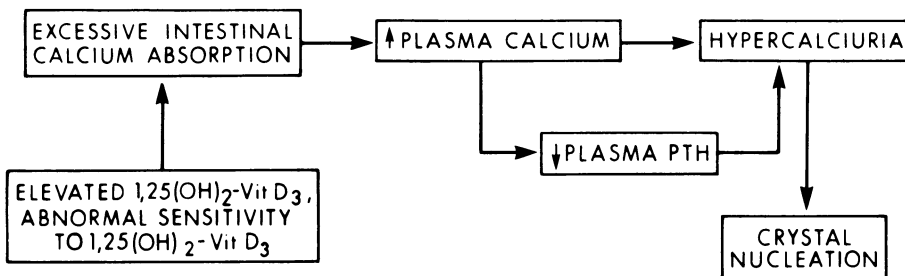 EXCESSIVE INTESTINAL
CALCIUM ABSORPTION
↑ PLASMA CALCIUM
HYPERCALCIURIA
↓ PLASMA PTH
ELEVATED 1,25(OH)₂-Vit D₃,
ABNORMAL SENSITIVITY
TO 1,25(OH)₂-Vit D₃
CRYSTAL
NUCLEATION